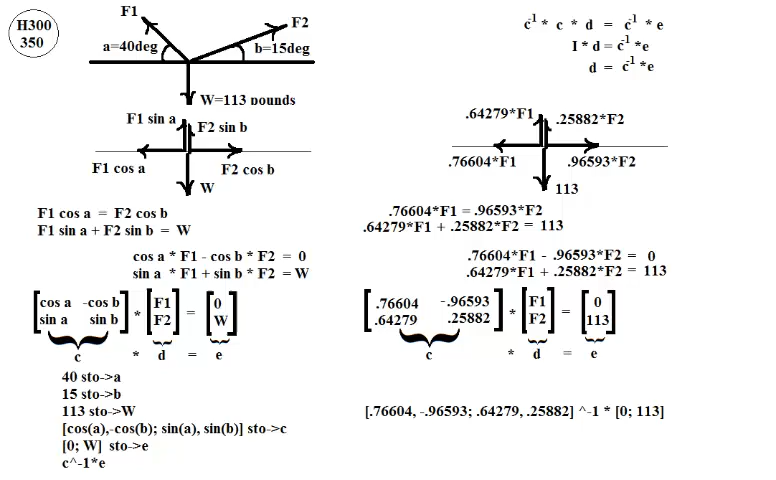 H300
350
F1
F2
a=40deg
b=15deg
W=113 pounds
F1 sin a
F2 sin b
F1 cos a
F2 cos b
W
F1 cos a = F2 cos b
F1 sin a + F2 sin b = W
cos a * F1 - cos b * F2 = 0
sin a * F1 + sin b * F2 = W
[cos a -cos b] * [F1] = [0]
[sin a sin b] [F2] [W]
c * d = e
40 sto->a
15 sto->b
113 sto->W
[cos(a),-cos(b); sin(a), sin(b)] sto->c
[0; W] sto->e
c^-1*e
c^-1 * c * d = c^-1 * e
I * d = c^-1 *e
d = c^-1 *e
.64279*F1
.25882*F2
.76604*F1
.96593*F2
113
.76604*F1 = .96593*F2
.64279*F1 + .25882*F2 = 113
.76604*F1 - .96593*F2 = 0
.64279*F1 + .25882*F2 = 113
[.76604 -.96593] * [F1] = [0]
[.64279 .25882] [F2] [113]
c * d = e
[.76604, -.96593; .64279, .25882] ^-1 * [0; 113]